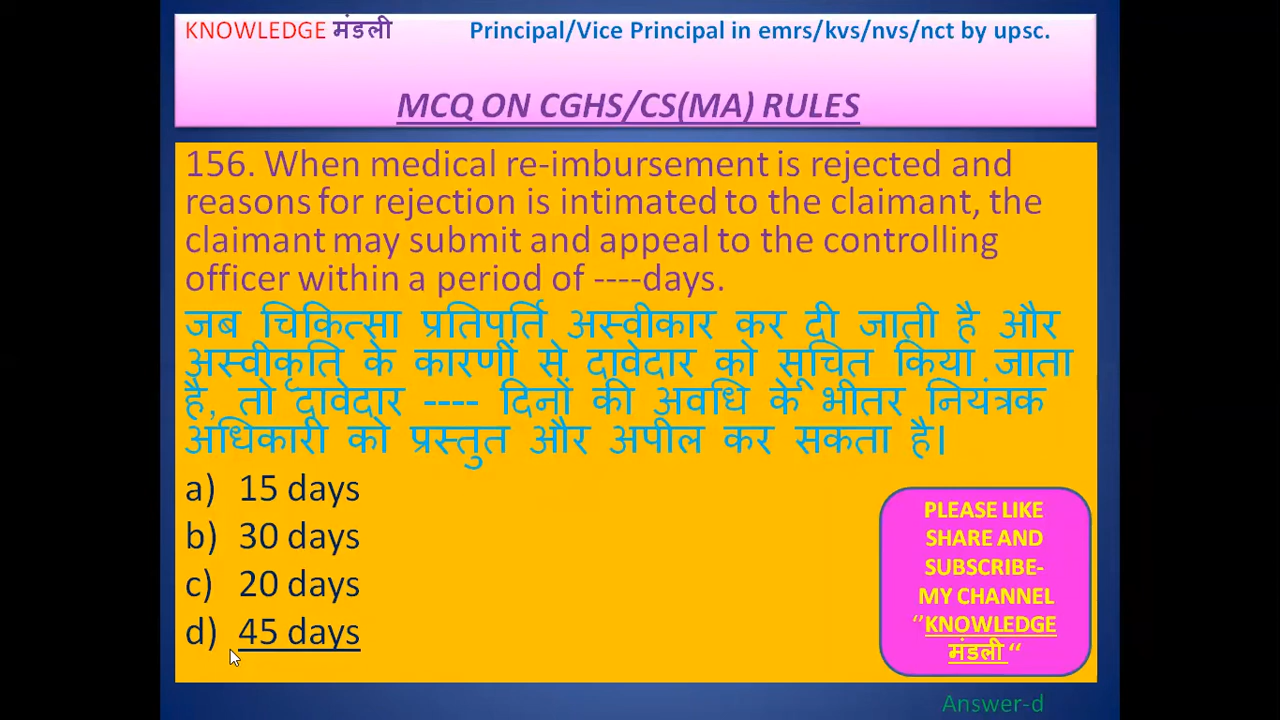 KNOWLEDGE मंडली Principal/Vice Principal in emrs/kvs/nvs/nct by upsc.
MCQ ON CGHS/CS(MA) RULES
156. When medical re-imbursement is rejected and
reasons for rejection is intimated to the claimant, the
claimant may submit and appeal to the controlling
officer within a period of ----days.
जब चिकित्सा प्रतिपूर्ति अस्वीकार कर दी जाती है और
अस्वीकृति के कारणों से दावेदार को सूचित किया जाता
है, तो दावेदार ---- दिनों की अवधि के भीतर नियंत्रक
अधिकारी को प्रस्तुत और अपील कर सकता है।
a) 15 days
b) 30 days
c) 20 days
d) 45 days
PLEASE LIKE
SHARE AND
SUBSCRIBE-
MY CHANNEL
“KNOWLEDGE
मंडली “
Answer-d